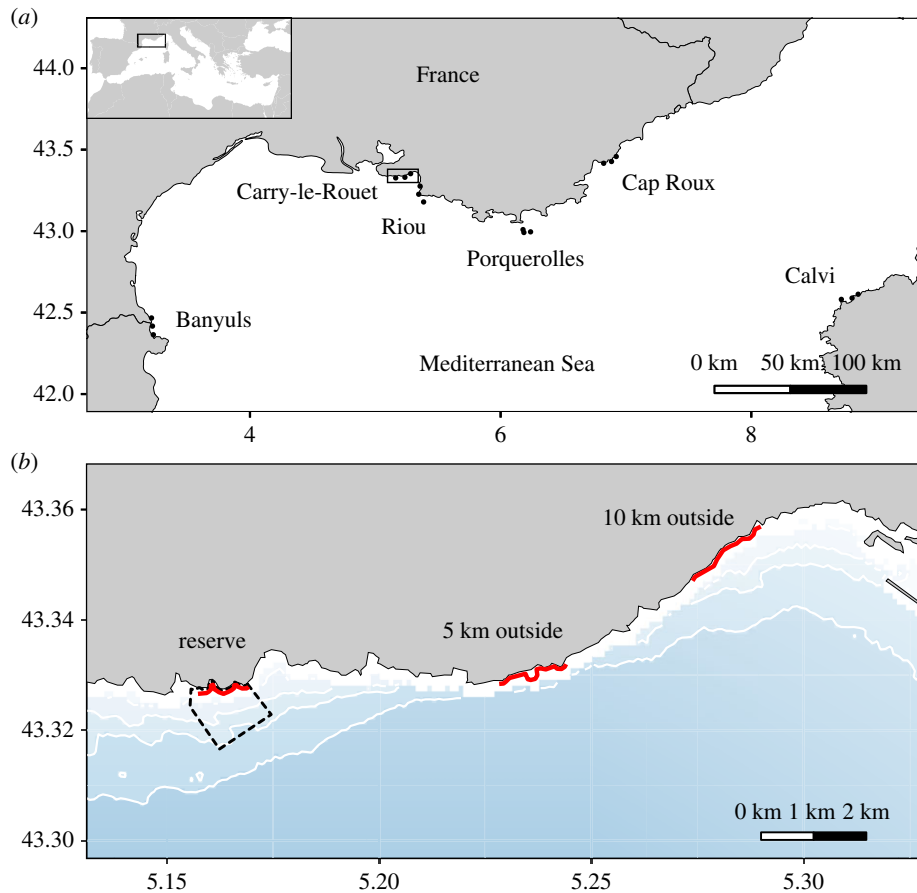 (a)
44.0
43.5
43.0
42.5
42.0
France
Carry-le-Rouet
Cap Roux
Riou
Porquerolles
Calvi
Banyuls
Mediterranean Sea
0 km 50 km 100 km
4 6 8
(b)
43.36
43.34
43.32
43.30
10 km outside
5 km outside
reserve
0 km 1 km 2 km
5.15 5.20 5.25 5.30